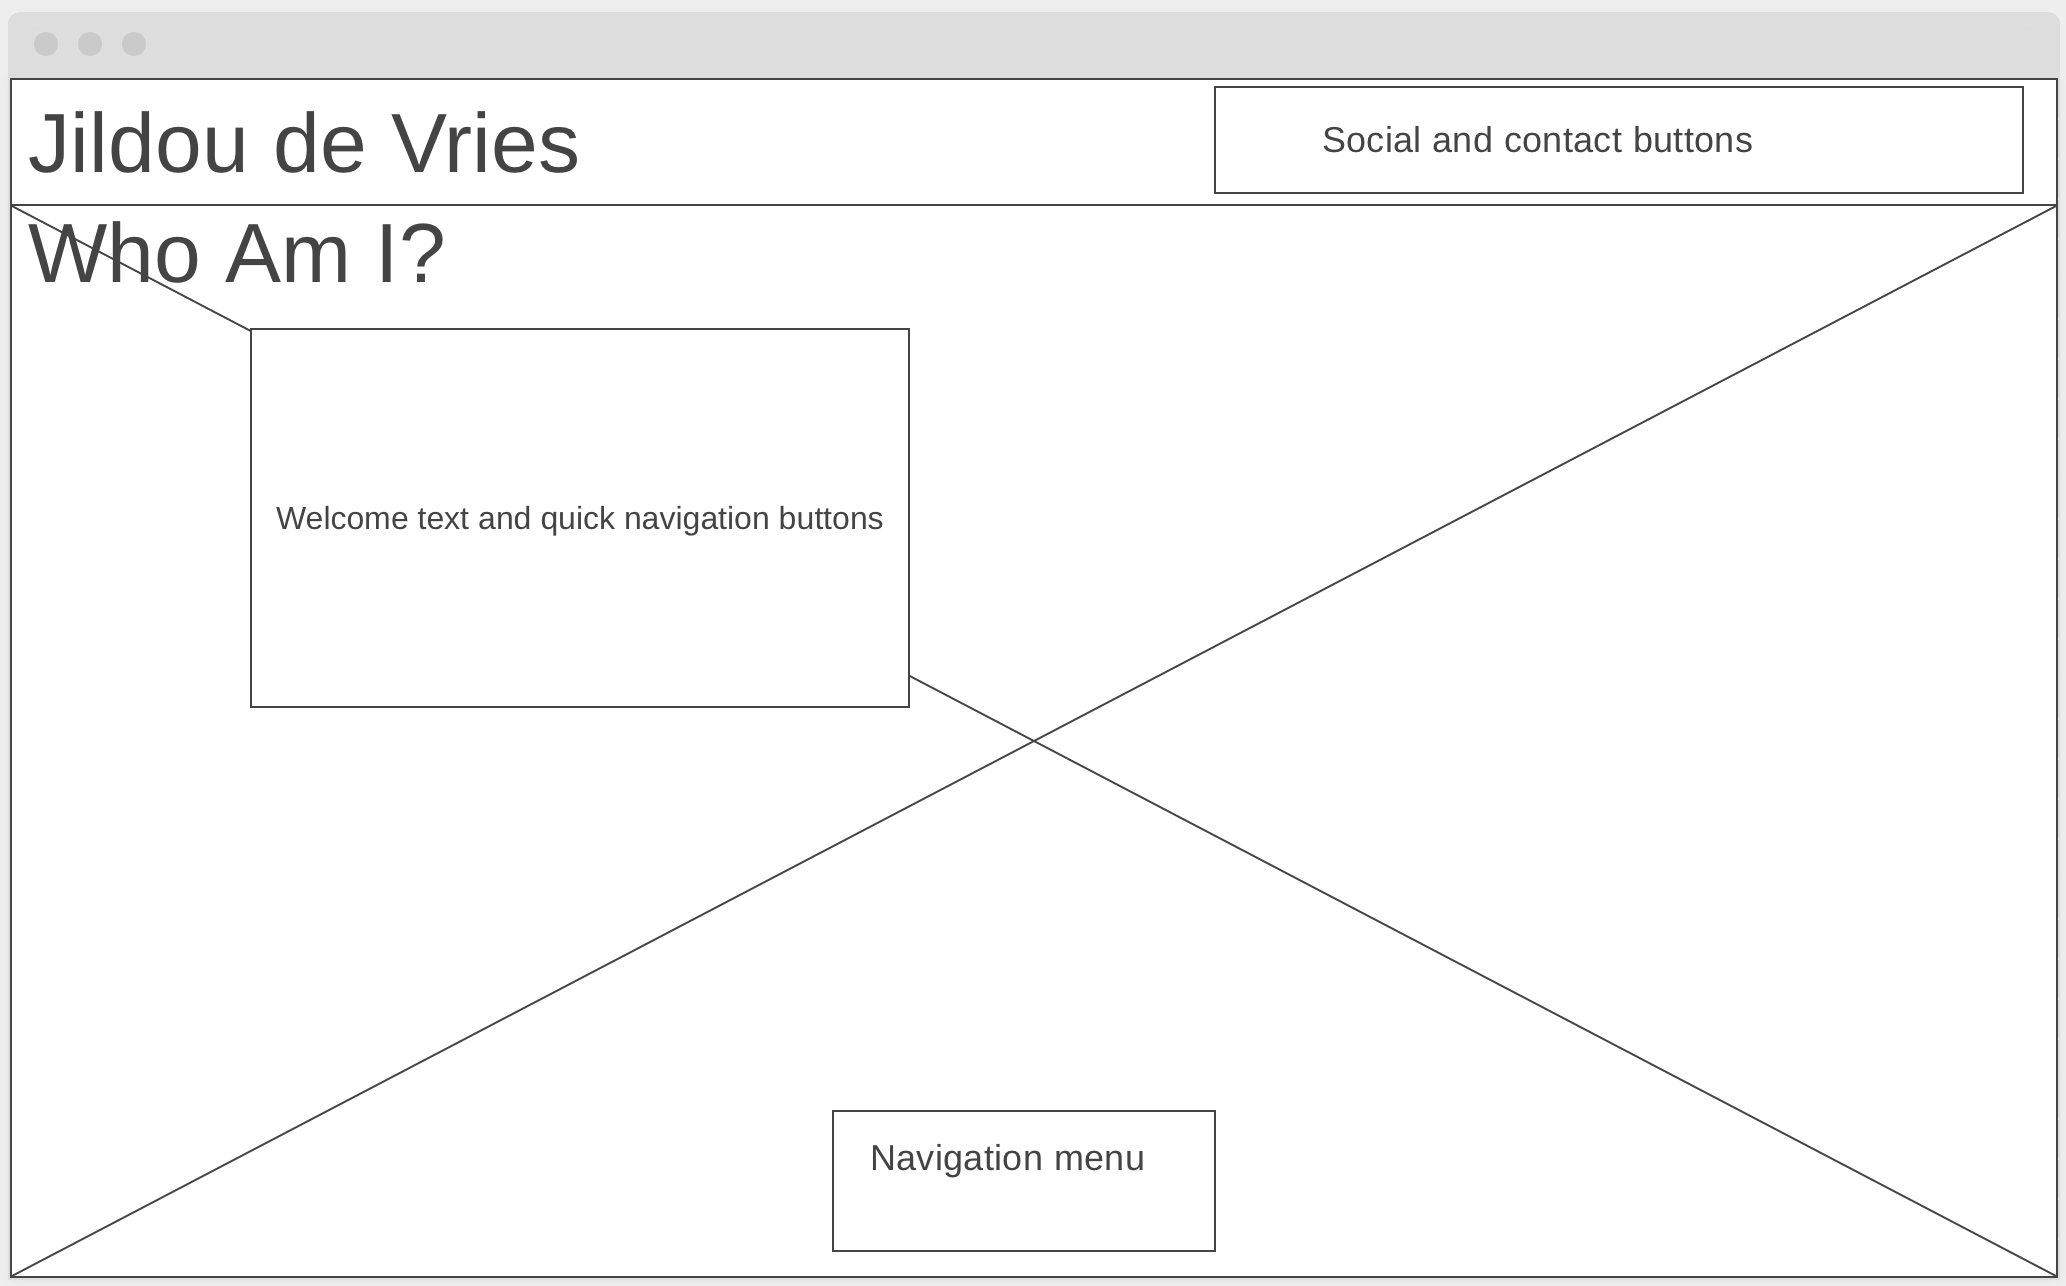 Jildou de Vries
Social and contact buttons
Who Am I?
Welcome text and quick navigation buttons
Navigation menu